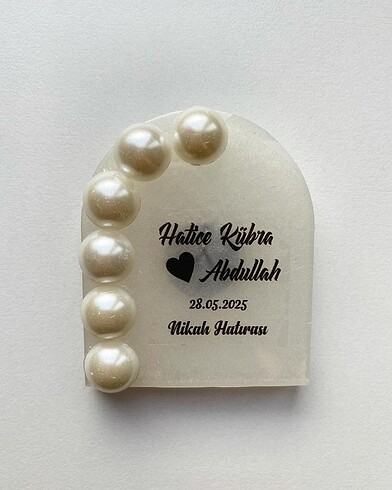 Hatice Kübra
♥ Abdullah
28.05.2025
Nikah Hatırası